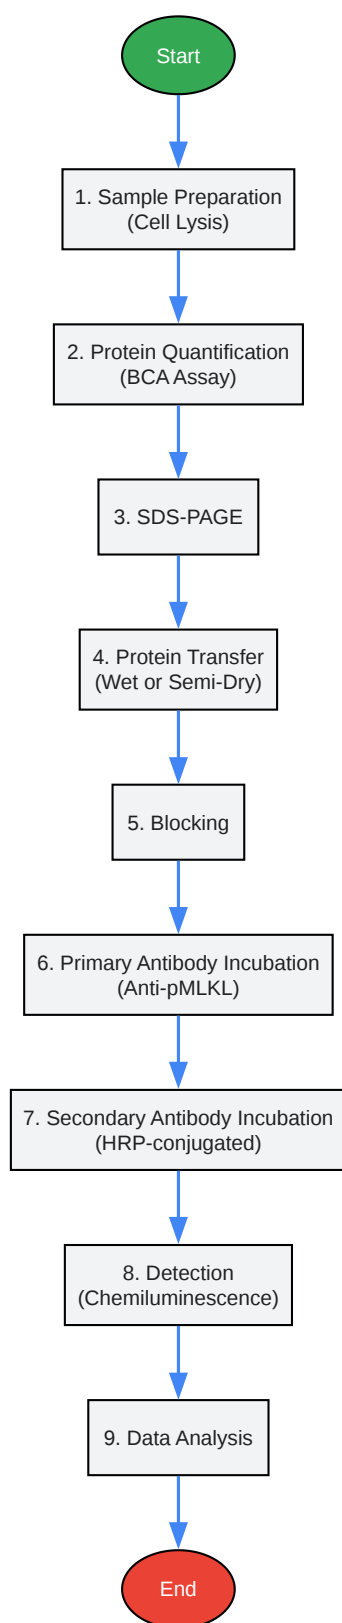 Start
1. Sample Preparation
(Cell Lysis)
2. Protein Quantification
(BCA Assay)
3. SDS-PAGE
4. Protein Transfer
(Wet or Semi-Dry)
5. Blocking
6. Primary Antibody Incubation
(Anti-pMLKL)
7. Secondary Antibody Incubation
(HRP-conjugated)
8. Detection
(Chemiluminescence)
9. Data Analysis
End